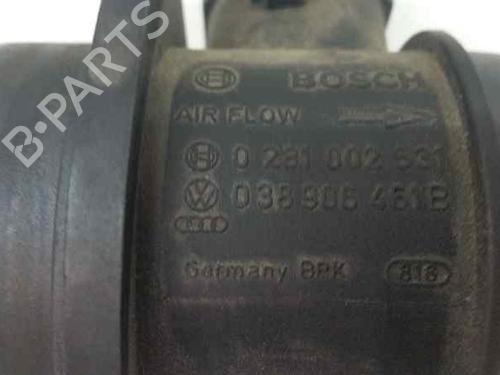 BOSCH
AIR FLOW
0 281 002 531
038 906 461B
Germany BRK 818
B-PARTS